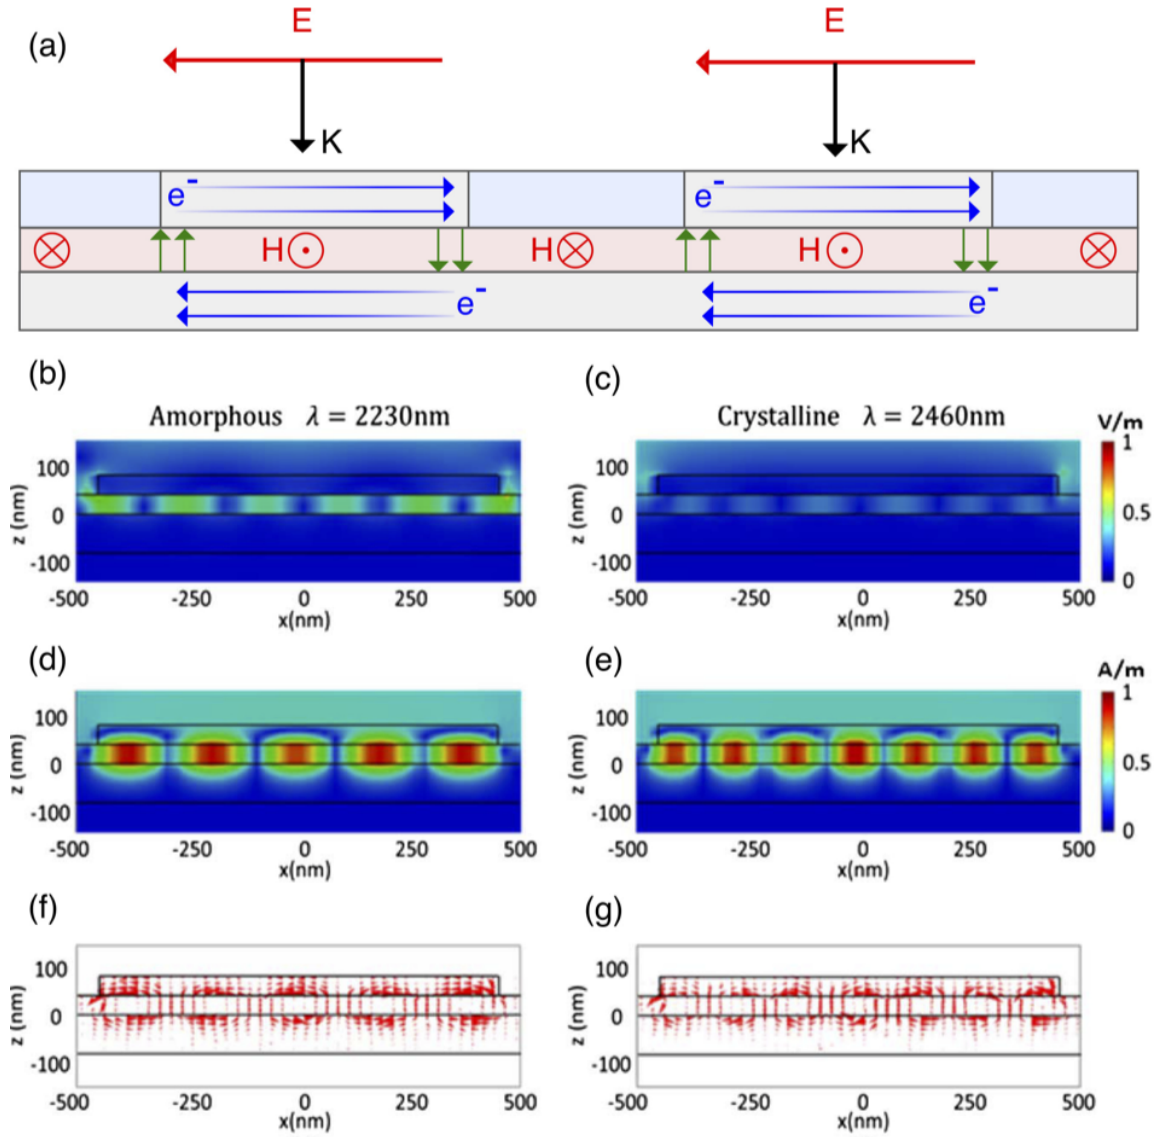 (a)
E
E
K
K
e-
e-
H
H
H
e-
e-
(b)
(c)
Amorphous λ = 2230nm
Crystalline λ = 2460nm
V/m
z (nm)
100
0
-100
-500 -250 0 250 500
x(nm)
z (nm)
100
0
-100
-500 -250 0 250 500
x(nm)
1
0.5
0
(d)
(e)
A/m
z (nm)
100
0
-100
-500 -250 0 250 500
x(nm)
z (nm)
100
0
-100
-500 -250 0 250 500
x(nm)
1
0.5
0
(f)
(g)
z (nm)
100
0
-100
-500 -250 0 250 500
x(nm)
z (nm)
100
0
-100
-500 -250 0 250 500
x(nm)